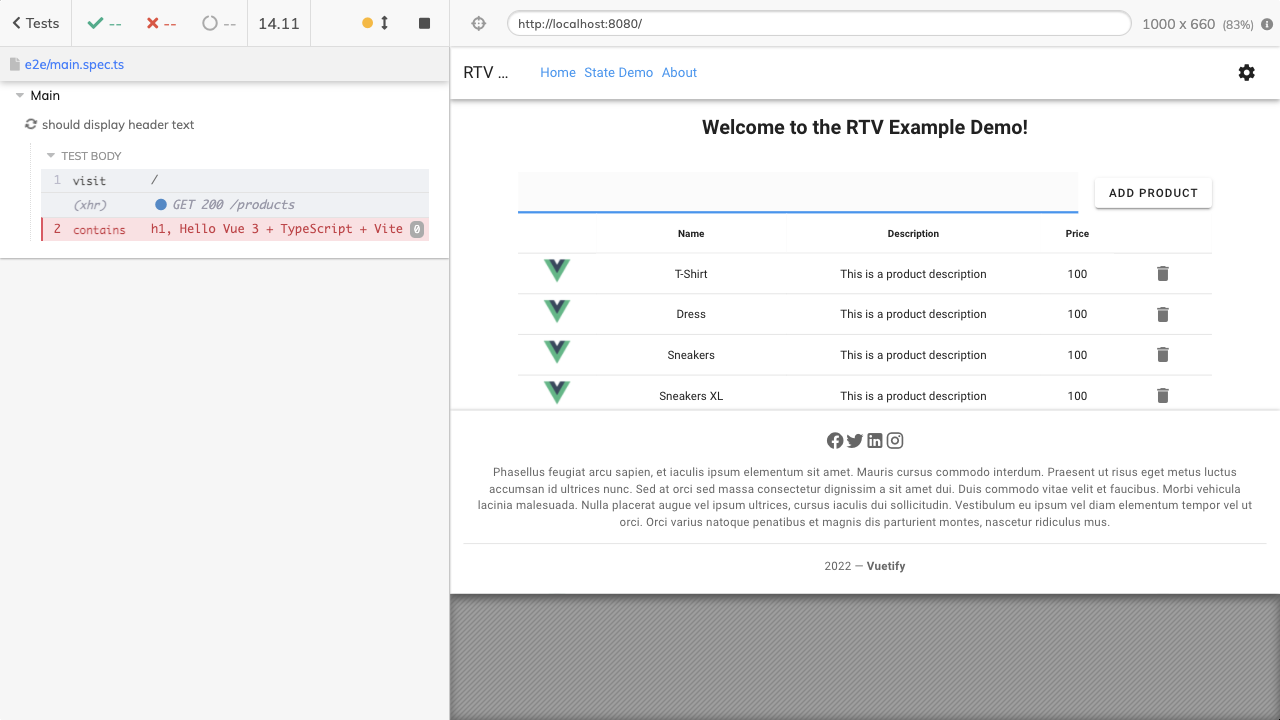 Tests
--
--
--
14.11
http://localhost:8080/
1000 x 660 (83%)
e2e/main.spec.ts
Main
should display header text
TEST BODY
1 visit /
(xhr) GET 200 /products
2 contains h1, Hello Vue 3 + TypeScript + Vite 0
RTV ...
Home State Demo About
Welcome to the RTV Example Demo!
ADD PRODUCT
Name Description Price
T-Shirt This is a product description 100
Dress This is a product description 100
Sneakers This is a product description 100
Sneakers XL This is a product description 100
Phasellus feugiat arcu sapien, et iaculis ipsum elementum sit amet. Mauris cursus commodo interdum. Praesent ut risus eget metus luctus
accumsan id ultrices nunc. Sed at orci sed massa consectetur dignissim a sit amet dui. Duis commodo vitae velit et faucibus. Morbi vehicula
lacinia malesuada. Nulla placerat augue vel ipsum ultrices, cursus iaculis dui sollicitudin. Vestibulum eu ipsum vel diam elementum tempor vel ut
orci. Orci varius natoque penatibus et magnis dis parturient montes, nascetur ridiculus mus.
2022 — Vuetify